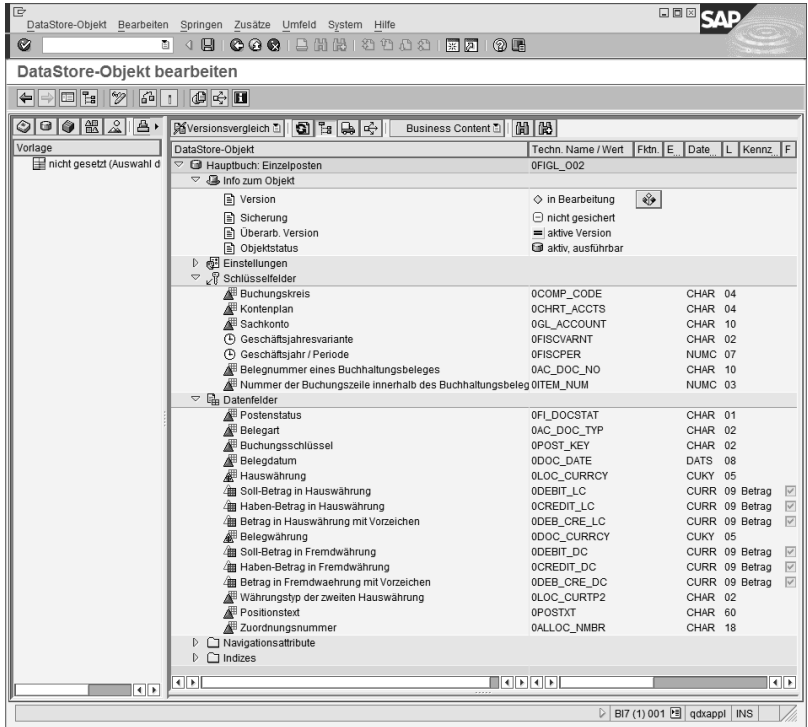 DataStore-Objekt Bearbeiten Springen Zusätze Umfeld System Hilfe
SAP
DataStore-Objekt bearbeiten
Versionsvergleich Business Content
Vorlage
nicht gesetzt (Auswahl d
DataStore-Objekt Techn. Name / Wert Fktn. E... Date... L Kennz... F
Hauptbuch: Einzelposten 0FIGL_O02
Info zum Objekt
Version in Bearbeitung
Sicherung nicht gesichert
Überarb. Version aktive Version
Objektstatus aktiv, ausführbar
Einstellungen
Schlüsselfelder
Buchungskreis 0COMP_CODE CHAR 04
Kontenplan 0CHRT_ACCTS CHAR 04
Sachkonto 0GL_ACCOUNT CHAR 10
Geschäftsjahresvariante 0FISCVARNT CHAR 02
Geschäftsjahr / Periode 0FISCPER NUMC 07
Belegnummer eines Buchhaltungsbeleges 0AC_DOC_NO CHAR 10
Nummer der Buchungszeile innerhalb des Buchhaltungsbeleg 0ITEM_NUM NUMC 03
Datenfelder
Postenstatus 0FI_DOCSTAT CHAR 01
Belegart 0AC_DOC_TYP CHAR 02
Buchungsschlüssel 0POST_KEY CHAR 02
Belegdatum 0DOC_DATE DATS 08
Hauswährung 0LOC_CURRCY CUKY 05
Soll-Betrag in Hauswährung 0DEBIT_LC CURR 09 Betrag
Haben-Betrag in Hauswährung 0CREDIT_LC CURR 09 Betrag
Betrag in Hauswährung mit Vorzeichen 0DEB_CRE_LC CURR 09 Betrag
Belegwährung 0DOC_CURRCY CUKY 05
Soll-Betrag in Fremdwährung 0DEBIT_DC CURR 09 Betrag
Haben-Betrag in Fremdwährung 0CREDIT_DC CURR 09 Betrag
Betrag in Fremdwaehrung mit Vorzeichen 0DEB_CRE_DC CURR 09 Betrag
Währungstyp der zweiten Hauswährung 0LOC_CURTP2 CHAR 02
Positionstext 0POSTXT CHAR 60
Zuordnungsnummer 0ALLOC_NMBR CHAR 18
Navigationsattribute
Indizes
BI7 (1) 001 qdxappl INS